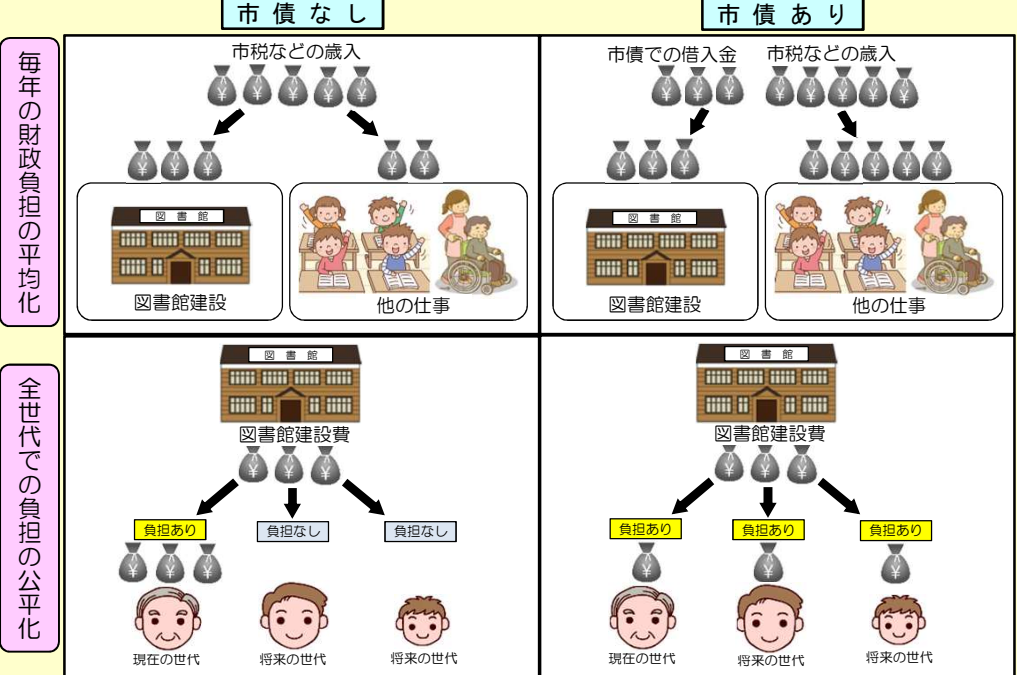 市債なし
市債あり
毎年の財政負担の平均化
市税などの歳入
¥ ¥ ¥ ¥ ¥
¥ ¥ ¥
¥ ¥
図書館
図書館建設
他の仕事
市債での借入金
市税などの歳入
¥ ¥ ¥
¥ ¥ ¥ ¥ ¥
¥ ¥ ¥
¥ ¥ ¥ ¥ ¥
図書館
図書館建設
他の仕事
全世代での負担の公平化
図書館
図書館建設費
¥ ¥ ¥
負担あり
負担なし
負担なし
¥ ¥ ¥
現在の世代
将来の世代
将来の世代
図書館
図書館建設費
¥ ¥ ¥
負担あり
負担あり
負担あり
¥
¥
¥
現在の世代
将来の世代
将来の世代